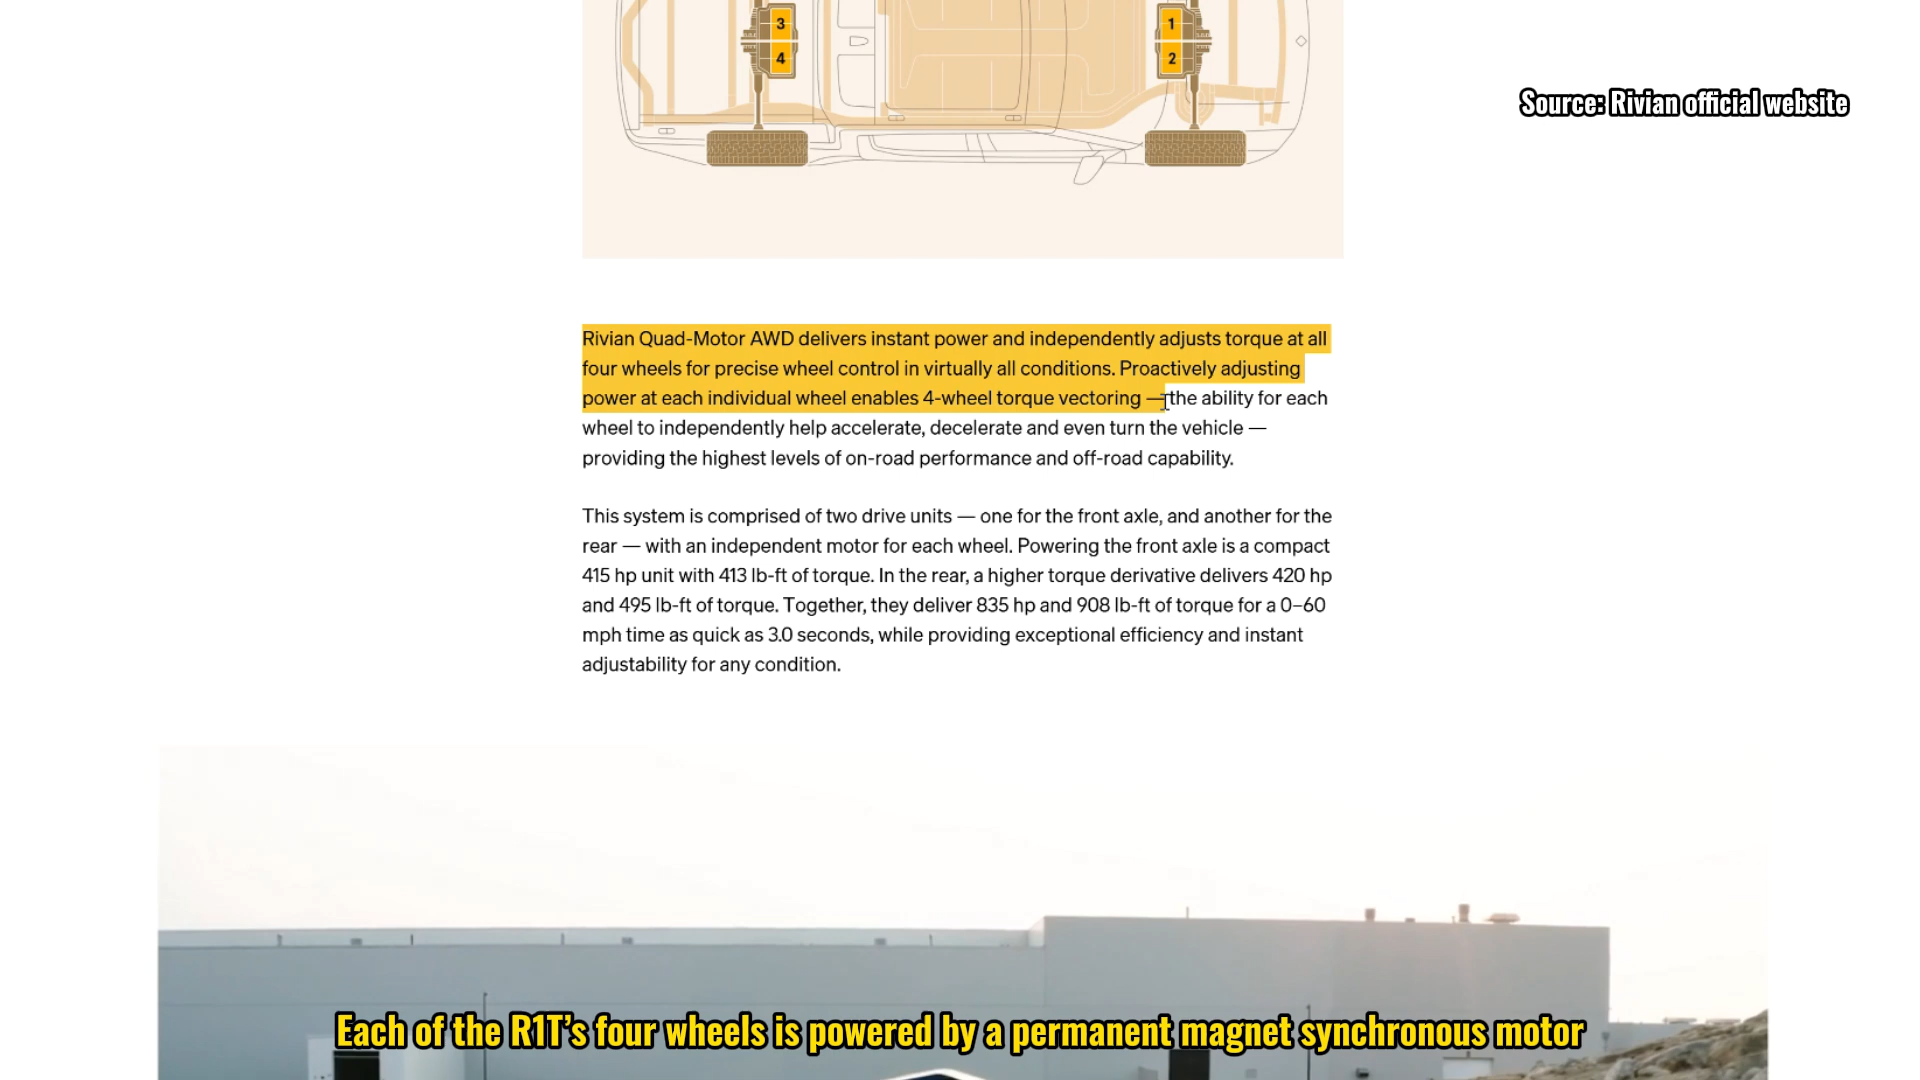 3
4
1
2
Source: Rivian official website
Rivian Quad-Motor AWD delivers instant power and independently adjusts torque at all
four wheels for precise wheel control in virtually all conditions. Proactively adjusting
power at each individual wheel enables 4-wheel torque vectoring — the ability for each
wheel to independently help accelerate, decelerate and even turn the vehicle —
providing the highest levels of on-road performance and off-road capability.
This system is comprised of two drive units — one for the front axle, and another for the
rear — with an independent motor for each wheel. Powering the front axle is a compact
415 hp unit with 413 lb-ft of torque. In the rear, a higher torque derivative delivers 420 hp
and 495 lb-ft of torque. Together, they deliver 835 hp and 908 lb-ft of torque for a 0–60
mph time as quick as 3.0 seconds, while providing exceptional efficiency and instant
adjustability for any condition.
Each of the R1T’s four wheels is powered by a permanent magnet synchronous motor